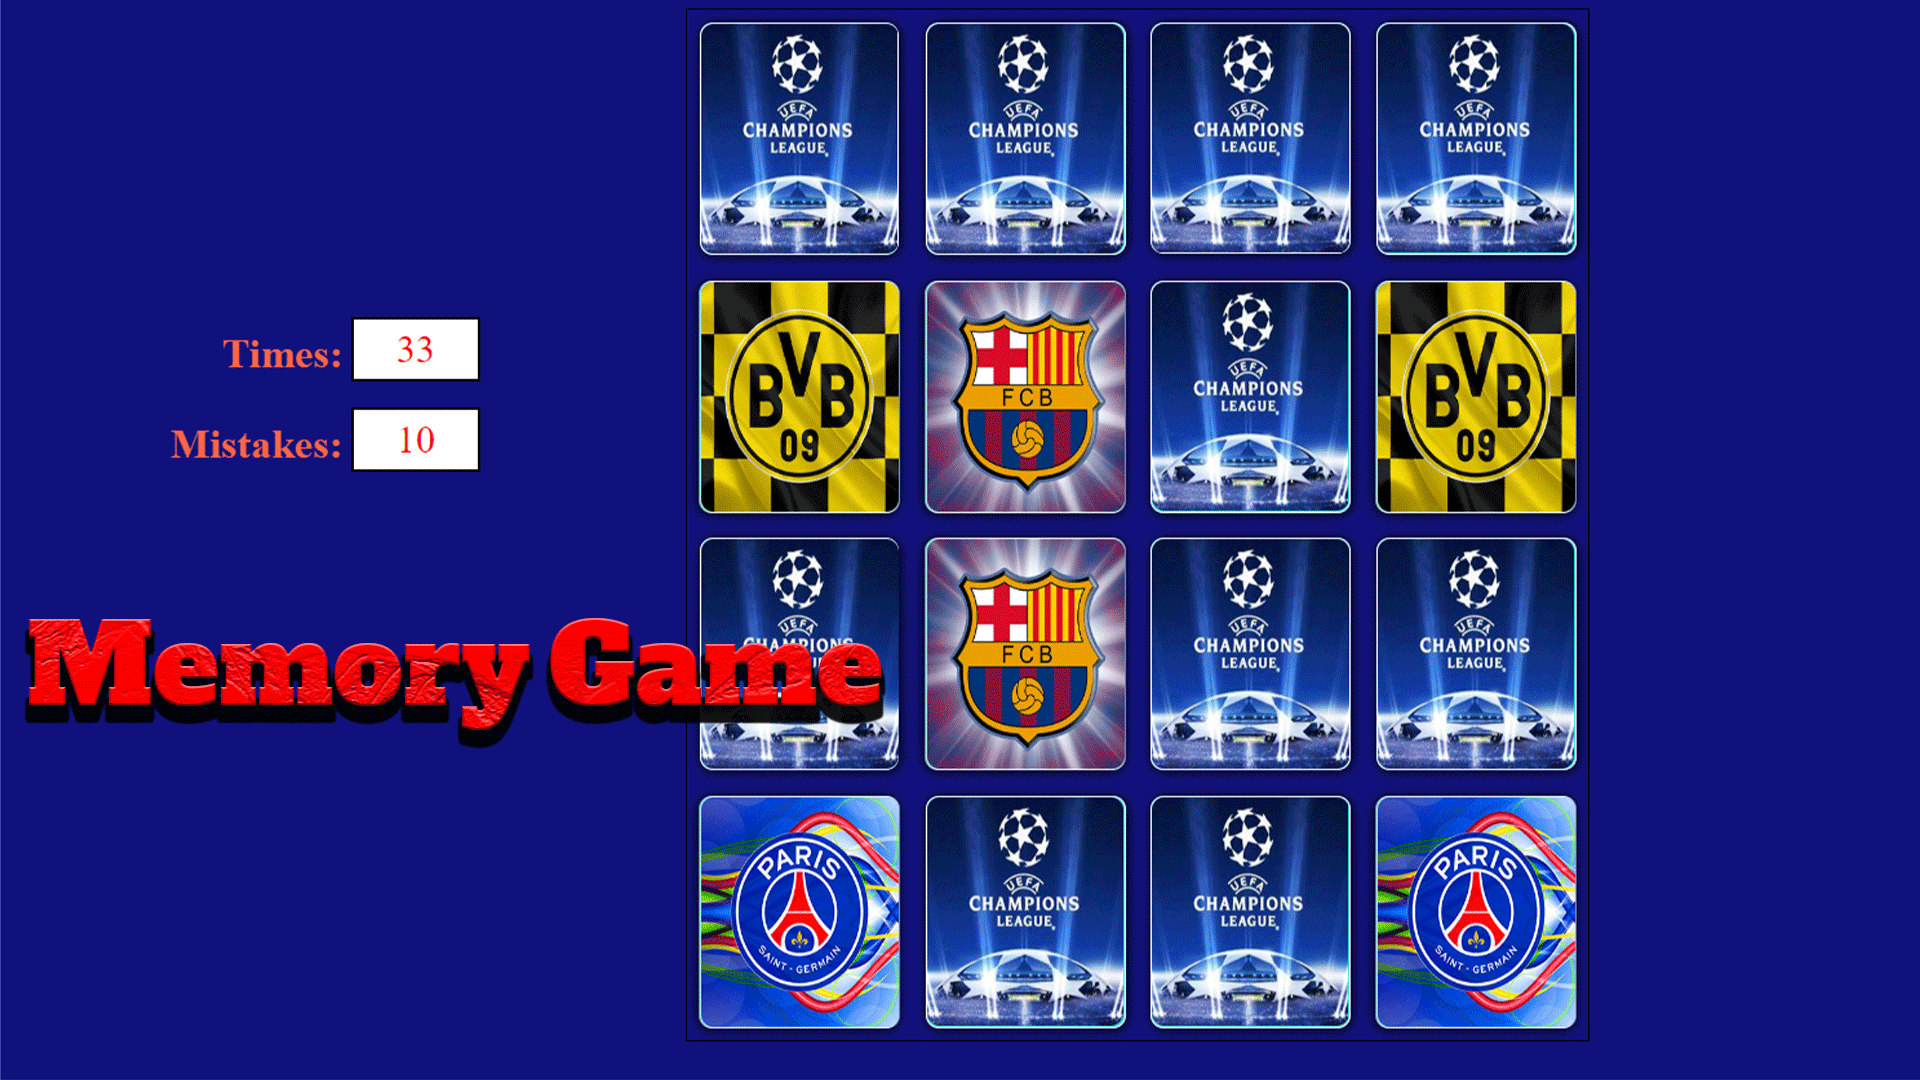 UEFA
CHAMPIONS
LEAGUE
UEFA
CHAMPIONS
LEAGUE
UEFA
CHAMPIONS
LEAGUE
UEFA
CHAMPIONS
LEAGUE
Times: 33
Mistakes: 10
BVB
09
FCB
UEFA
CHAMPIONS
LEAGUE
BVB
09
Memory Game
UEFA
FCB
UEFA
CHAMPIONS
LEAGUE
UEFA
CHAMPIONS
LEAGUE
PARIS
SAINT-GERMAIN
UEFA
CHAMPIONS
LEAGUE
UEFA
CHAMPIONS
LEAGUE
PARIS
SAINT-GERMAIN